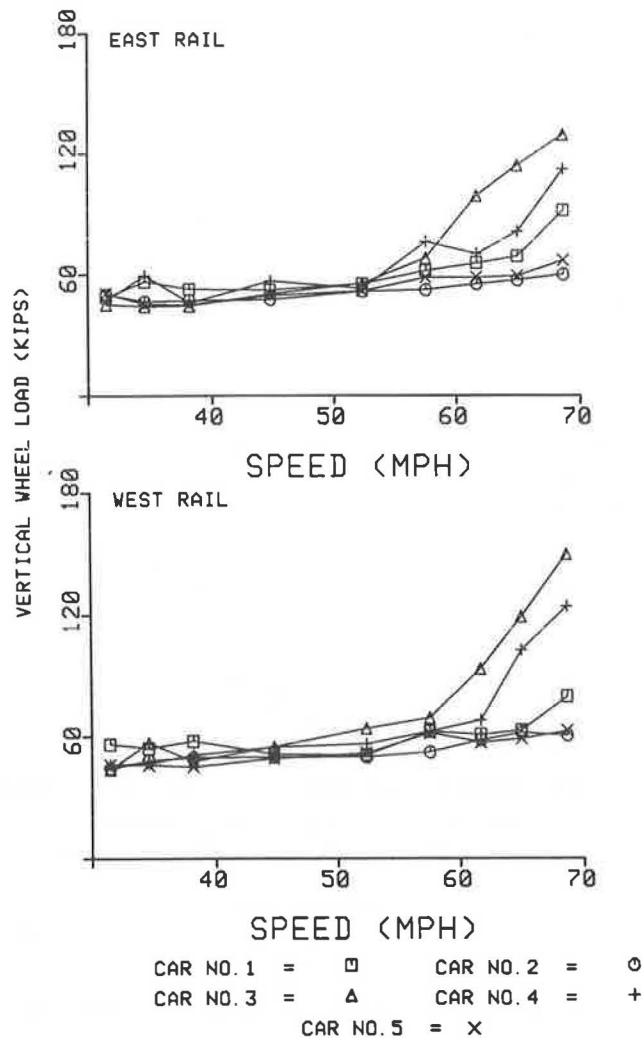 180
EAST RAIL
120
60
40 50 60 70
SPEED (MPH)
VERTICAL WHEEL LOAD (KIPS)
180
WEST RAIL
120
60
40 50 60 70
SPEED (MPH)
CAR NO.1 = CAR NO.2 =
CAR NO.3 = CAR NO.4 =
CAR NO.5 =